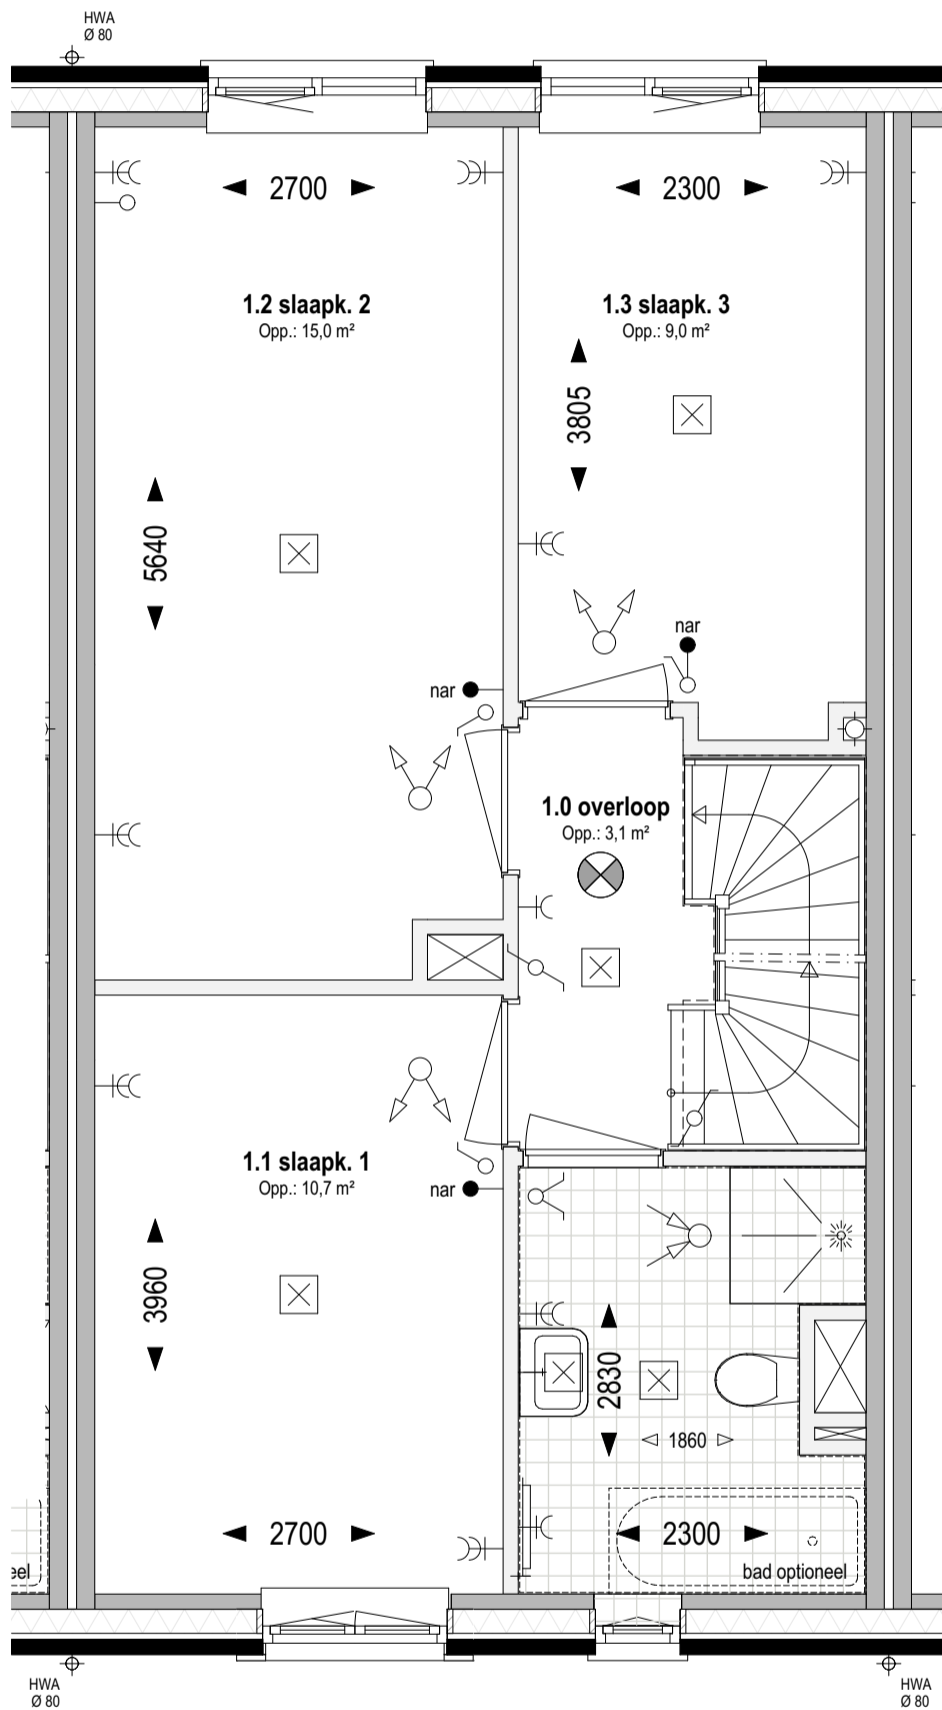 HWA
Ø 80
2700
2300
1.2 slaapk. 2
Opp.: 15,0 m²
1.3 slaapk. 3
Opp.: 9,0 m²
3805
5640
nar
nar
1.0 overloop
Opp.: 3,1 m²
1.1 slaapk. 1
Opp.: 10,7 m²
nar
3960
2830
1860
2700
2300
eel
bad optioneel
HWA
Ø 80
HWA
Ø 80